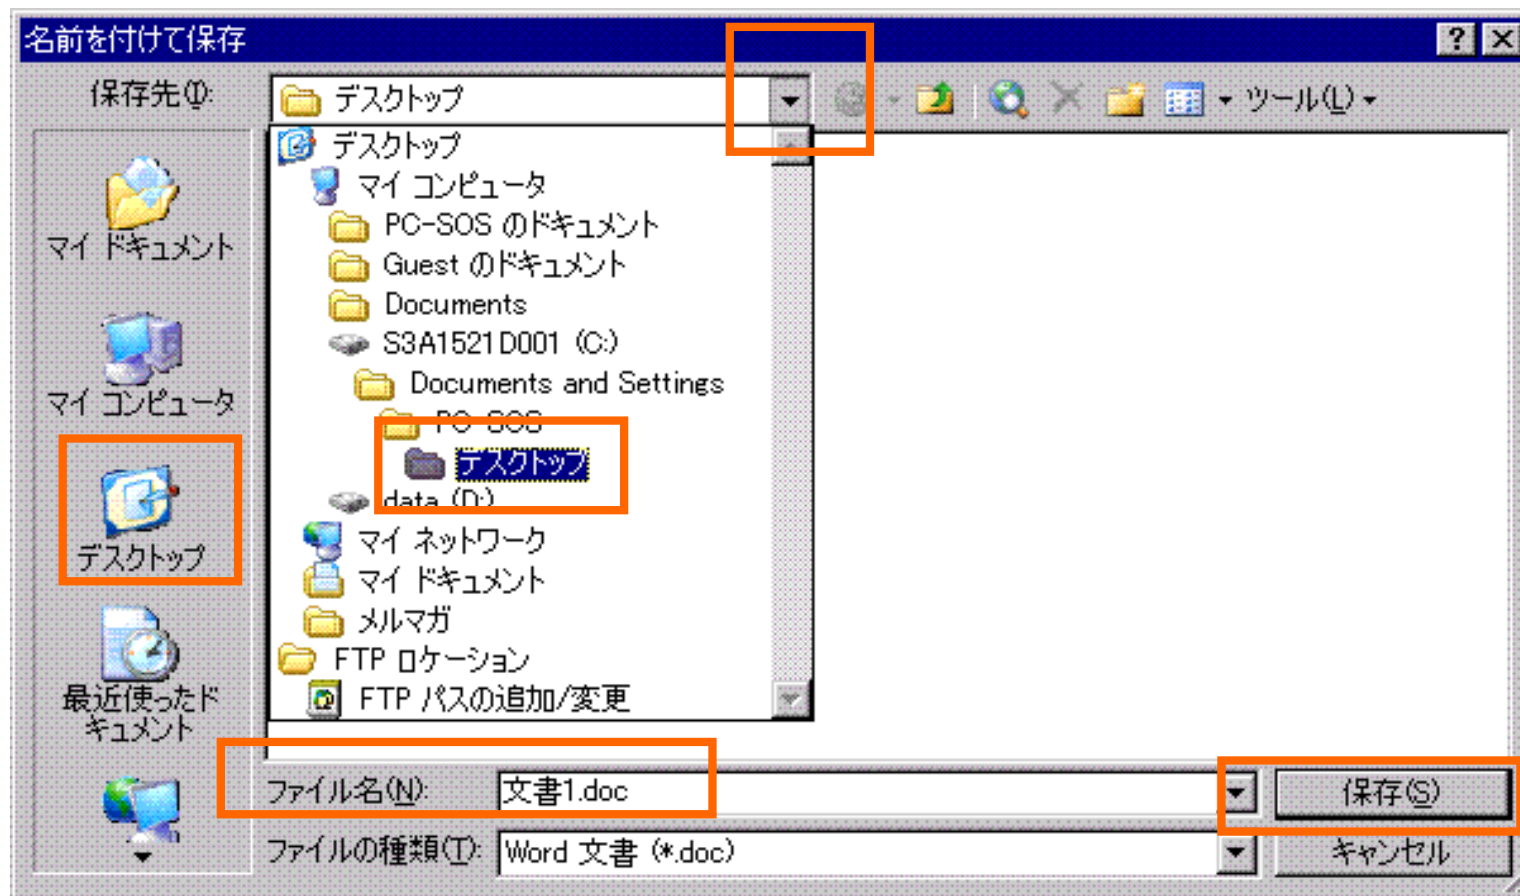 名前を付けて保存
保存先(I):
デスクトップ
ツール(L)
デスクトップ
マイ コンピュータ
PC-SOS のドキュメント
Guest のドキュメント
Documents
S3A1521D001 (C:)
Documents and Settings
PC-SOS
デスクトップ
data (D:)
マイ ネットワーク
マイ ドキュメント
メルマガ
FTP ロケーション
FTP パスの追加/変更
マイ ドキュメント
マイ コンピュータ
デスクトップ
最近使ったド
キュメント
ファイル名(N):
文書1.doc
保存(S)
ファイルの種類(T):
Word 文書 (*.doc)
キャンセル